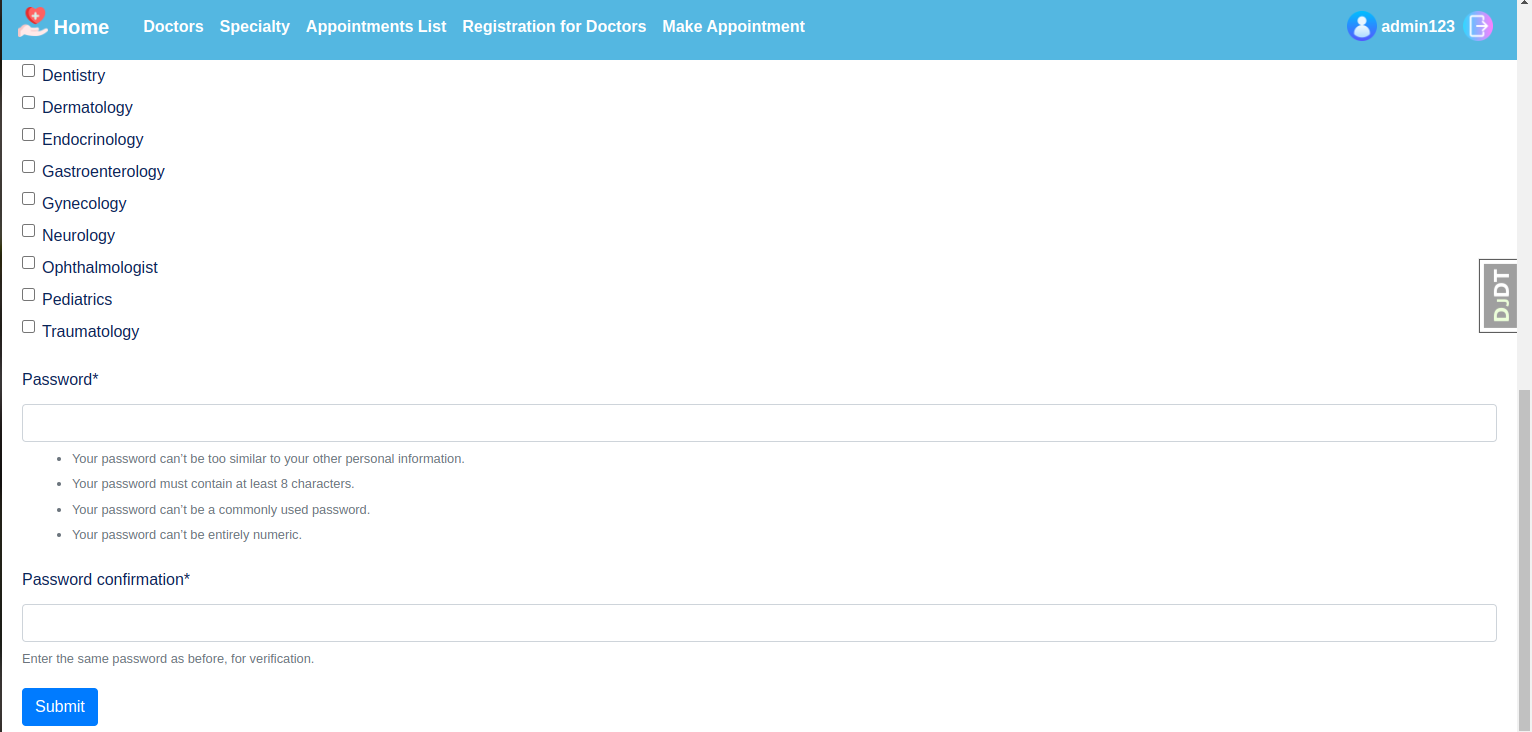 Home Doctors Specialty Appointments List Registration for Doctors Make Appointment admin123
Dentistry
Dermatology
Endocrinology
Gastroenterology
Gynecology
Neurology
Ophthalmologist
Pediatrics
Traumatology
DJDT
Password*
• Your password can’t be too similar to your other personal information.
• Your password must contain at least 8 characters.
• Your password can’t be a commonly used password.
• Your password can’t be entirely numeric.
Password confirmation*
Enter the same password as before, for verification.
Submit